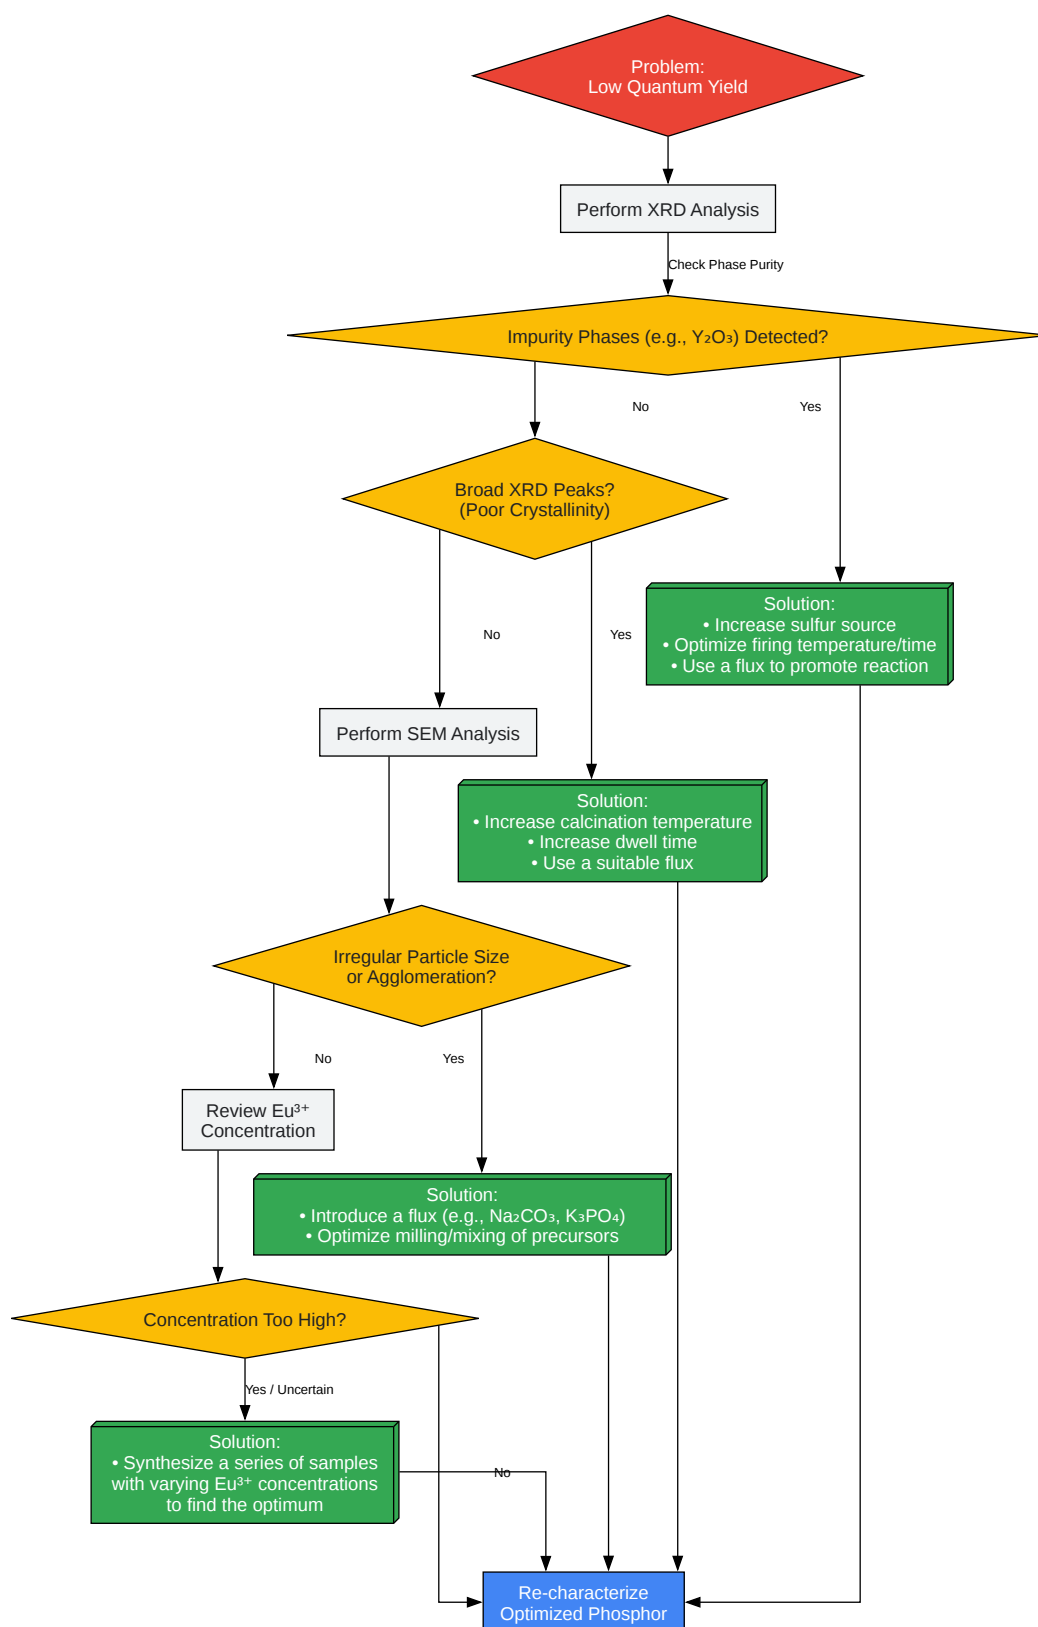 Problem:
Low Quantum Yield
Perform XRD Analysis
Check Phase Purity
Impurity Phases (e.g., Y₂O₃) Detected?
No
Yes
Broad XRD Peaks?
(Poor Crystallinity)
Solution:
• Increase sulfur source
• Optimize firing temperature/time
• Use a flux to promote reaction
No
Yes
Perform SEM Analysis
Solution:
• Increase calcination temperature
• Increase dwell time
• Use a suitable flux
Irregular Particle Size
or Agglomeration?
No
Yes
Review Eu³⁺
Concentration
Solution:
• Introduce a flux (e.g., Na₂CO₃, K₃PO₄)
• Optimize milling/mixing of precursors
Concentration Too High?
Yes / Uncertain
Solution:
• Synthesize a series of samples
with varying Eu³⁺ concentrations
to find the optimum
No
Re-characterize
Optimized Phosphor